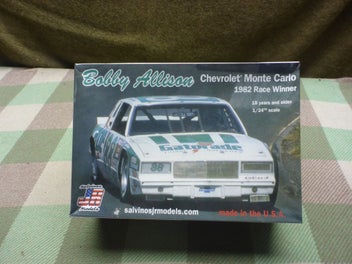 Bobby Allison
Chevrolet Monte Carlo
1982 Race Winner
18 years and older
1/24th scale
Gatorade
88
salvinosjrmodels.com
made in the U S A